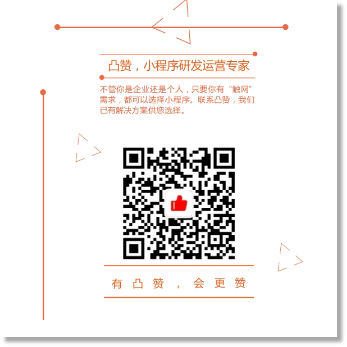 凸赞，小程序研发运营专家
不管你是企业还是个人，只要你有“触网”
需求，都可以选择小程序。联系凸赞，我们
已有解决方案供您选择。
有凸赞，会更赞